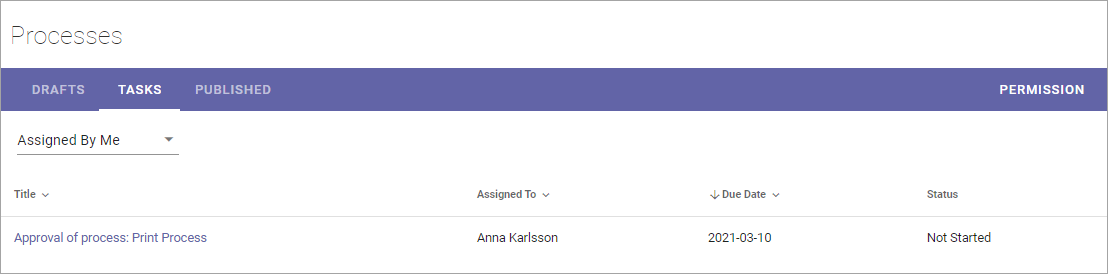 Processes
DRAFTS TASKS PUBLISHED PERMISSION
Assigned By Me
Title Assigned To Due Date Status
Approval of process: Print Process Anna Karlsson 2021-03-10 Not Started